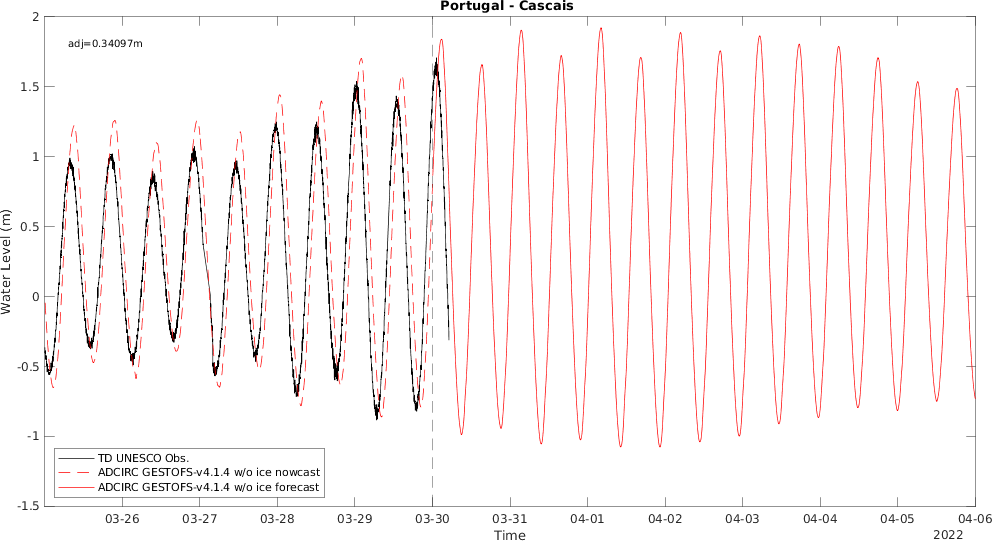 Portugal - Cascais
adj=0.34097m
2
1.5
1
0.5
0
-0.5
-1
-1.5
Water Level (m)
TD UNESCO Obs.
ADCIRC GESTOFS-v4.1.4 w/o ice nowcast
ADCIRC GESTOFS-v4.1.4 w/o ice forecast
03-26 03-27 03-28 03-29 03-30 03-31 04-01 04-02 04-03 04-04 04-05 04-06
Time
2022